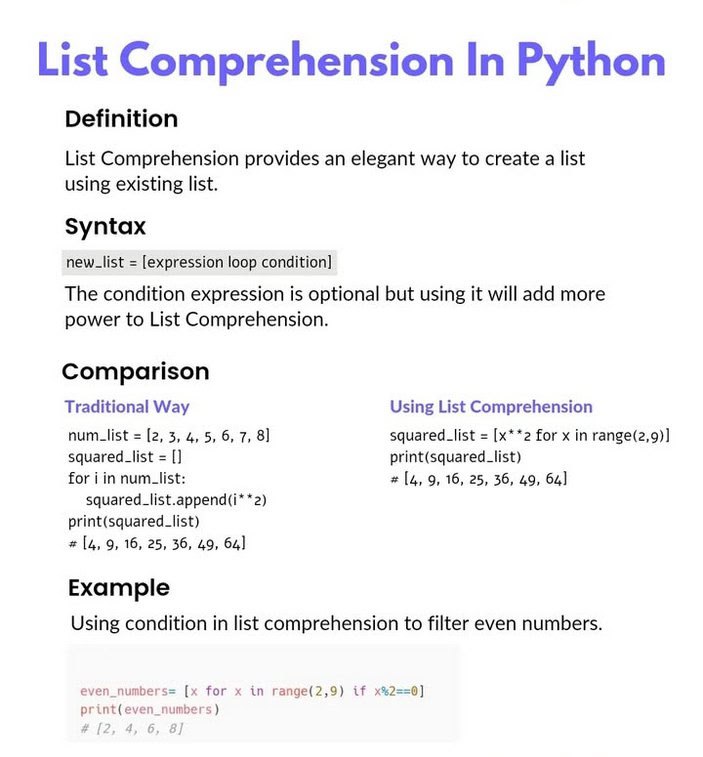 List Comprehension In Python
Definition
List Comprehension provides an elegant way to create a list
using existing list.
Syntax
new_list = [expression loop condition]
The condition expression is optional but using it will add more
power to List Comprehension.
Comparison
Traditional Way
num_list = [2, 3, 4, 5, 6, 7, 8]
squared_list = []
for i in num_list:
    squared_list.append(i**2)
print(squared_list)
# [4, 9, 16, 25, 36, 49, 64]
Using List Comprehension
squared_list = [x**2 for x in range(2,9)]
print(squared_list)
# [4, 9, 16, 25, 36, 49, 64]
Example
Using condition in list comprehension to filter even numbers.
even_numbers= [x for x in range(2,9) if x%2==0]
print(even_numbers)
# [2, 4, 6, 8]